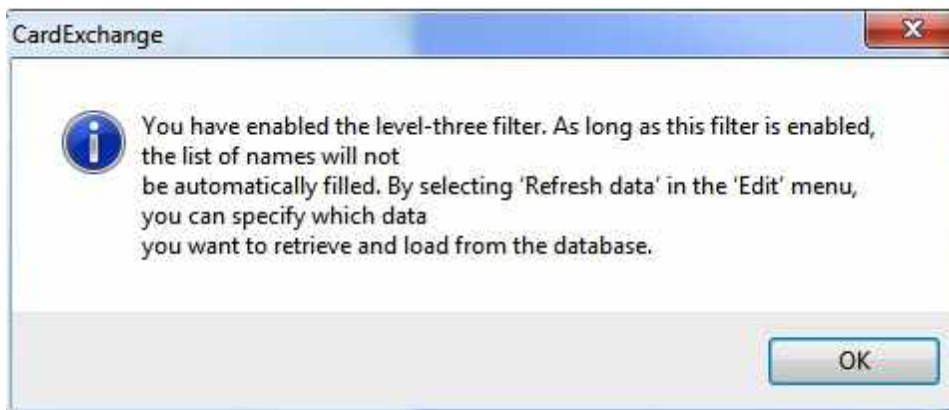 CardExchange
You have enabled the level-three filter. As long as this filter is enabled,
the list of names will not
be automatically filled. By selecting ‘Refresh data’ in the ‘Edit’ menu,
you can specify which data
you want to retrieve and load from the database.
OK